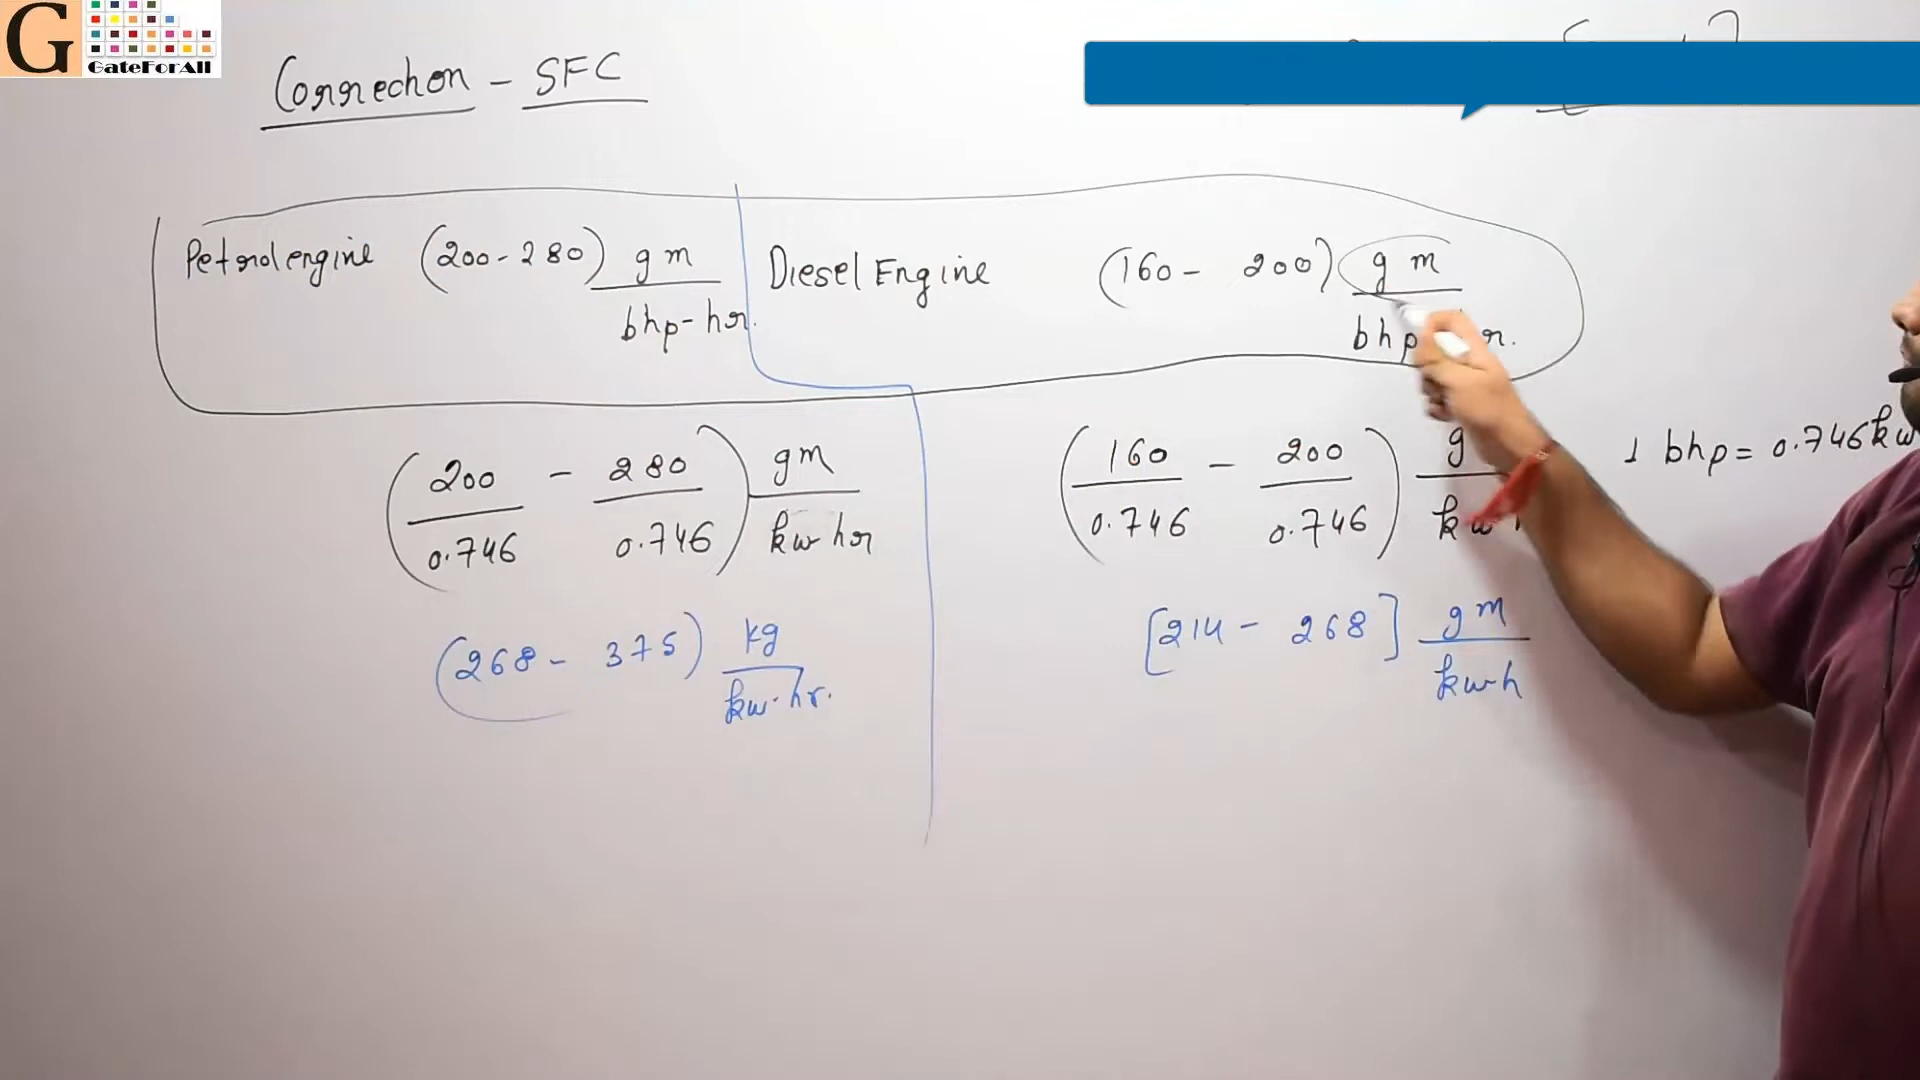 G
GateForAll
Correction - SFC
Petrol engine (200-280) gm
bhp-hr.
Diesel Engine (160 - 200) gm
bhp r.
(200/0.746 - 280/0.746) gm
kw hr
(160/0.746 - 200/0.746) g
kw
1 bhp = 0.746 kw
(268 - 375) kg
kw-hr.
[214 - 268] gm
kwh